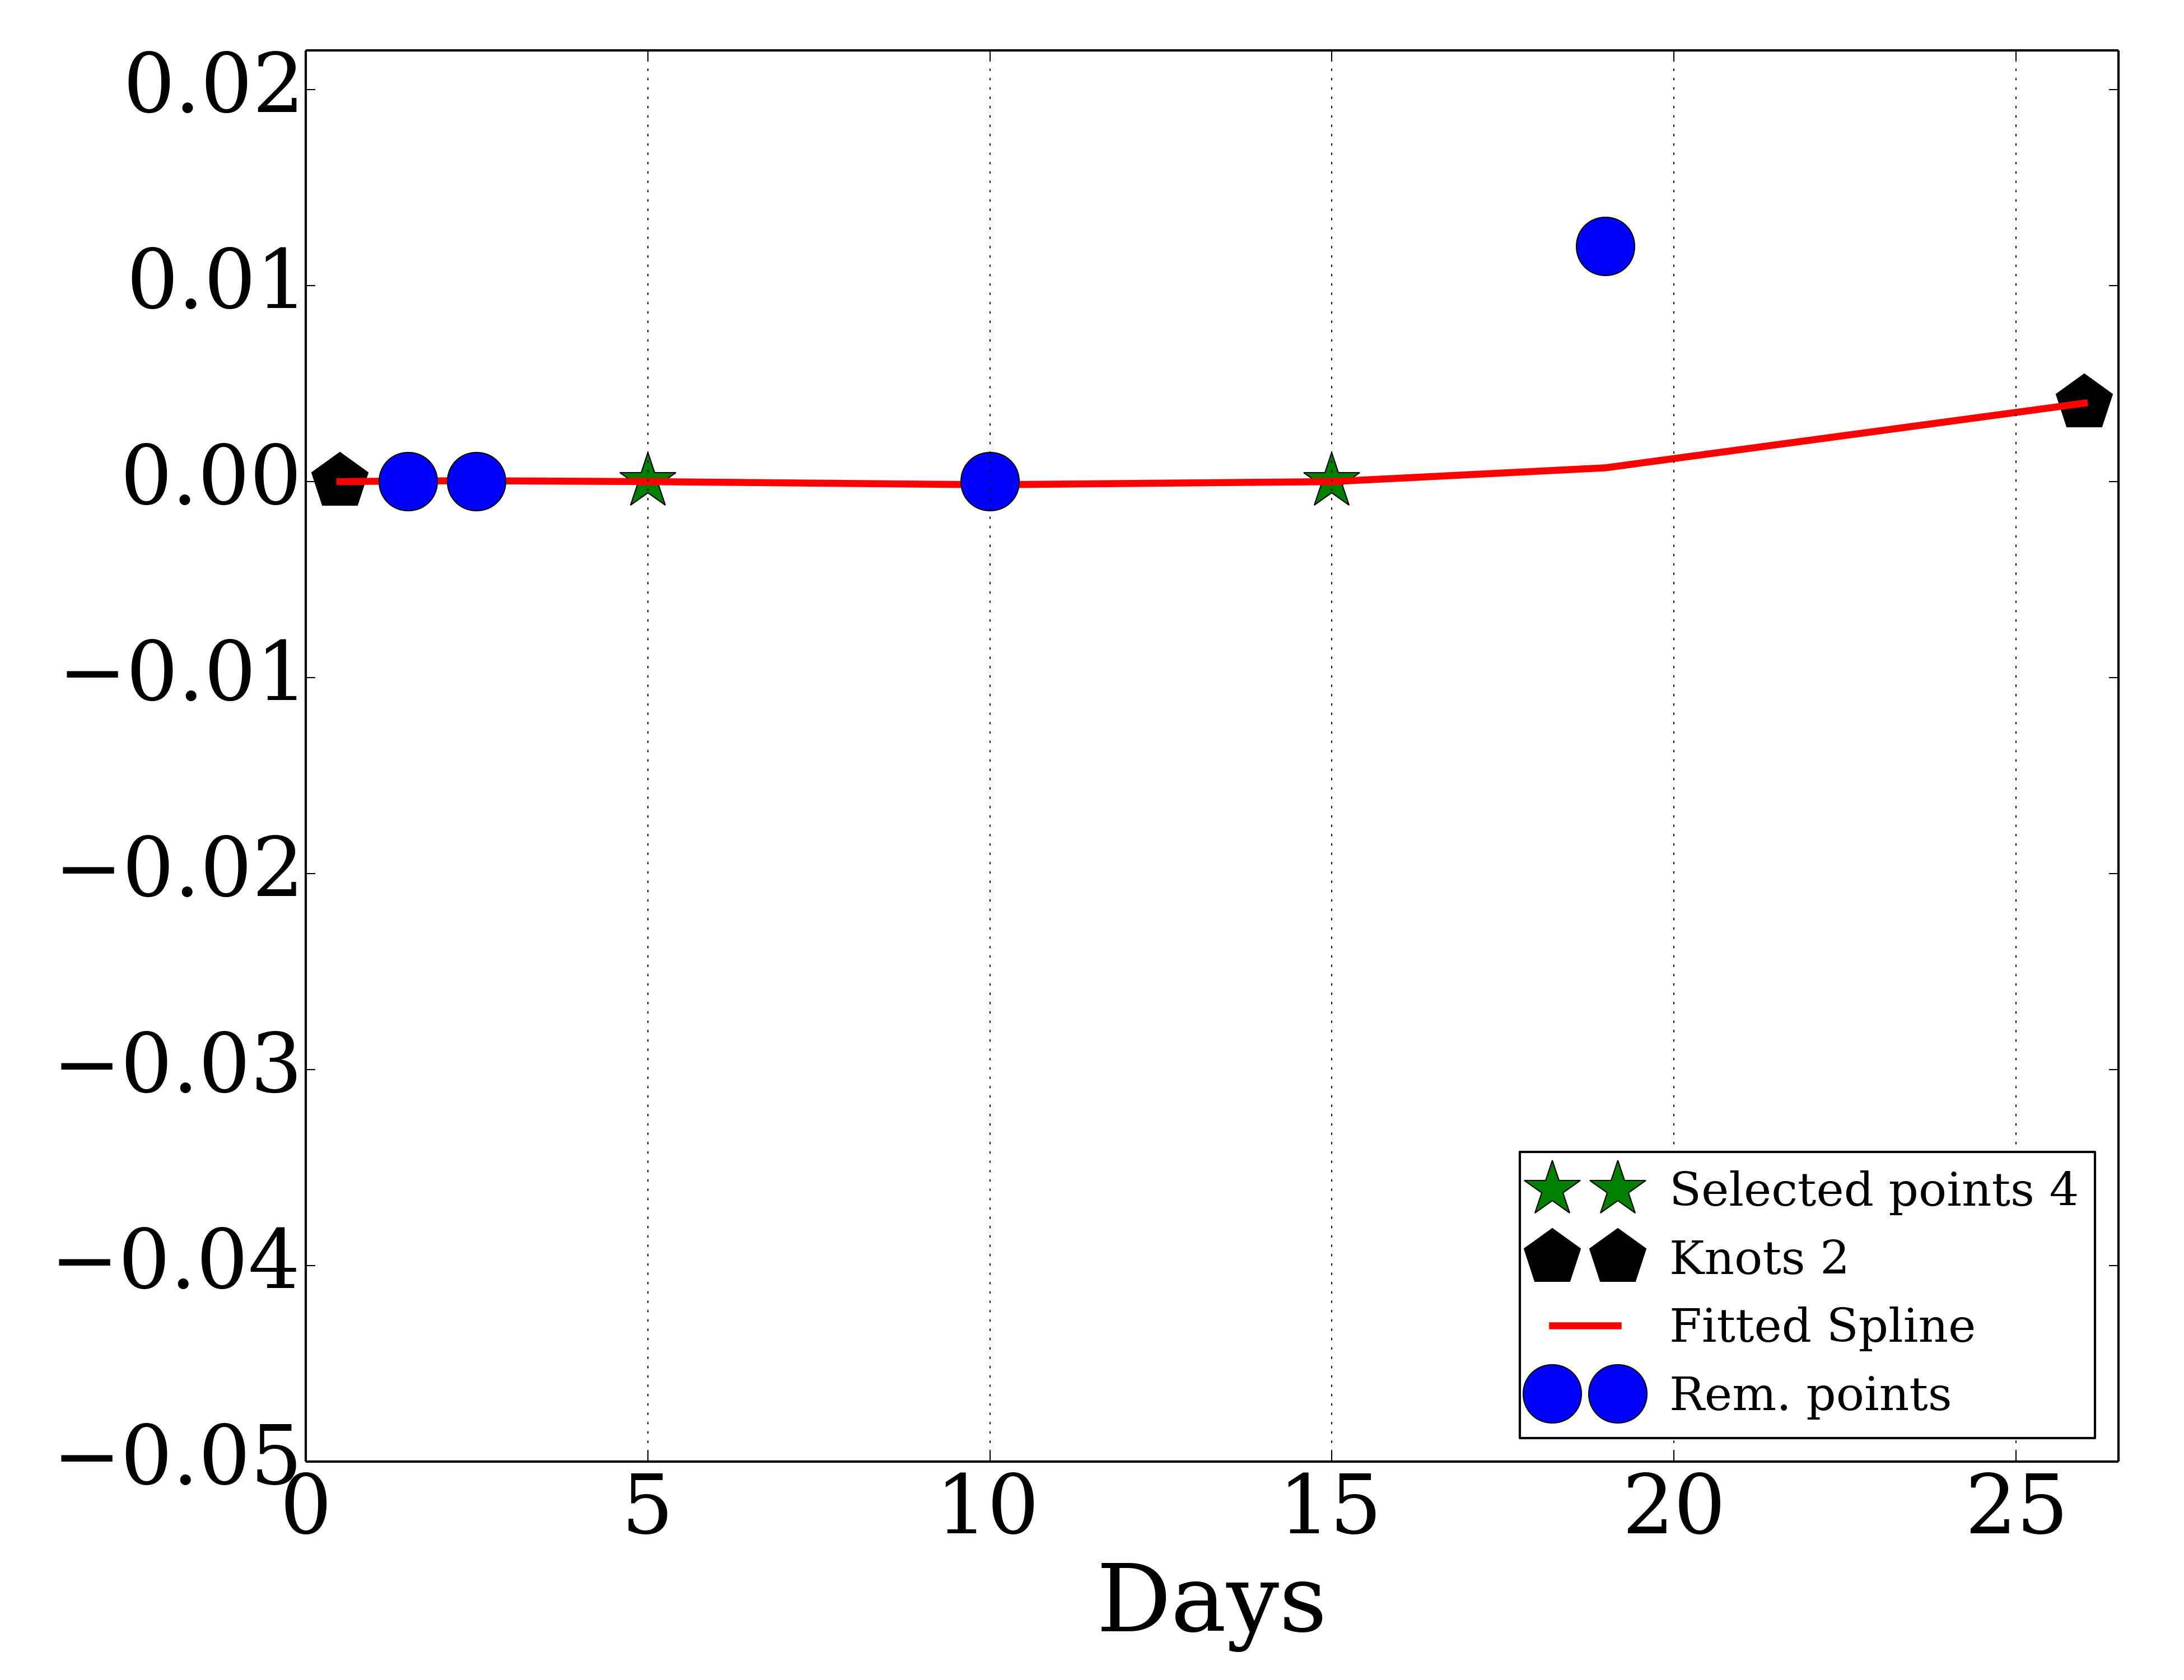 0.02
0.01
0.00
−0.01
−0.02
−0.03
−0.04
−0.05
0 5 10 15 20 25
Days
Selected points 4
Knots 2
Fitted Spline
Rem. points